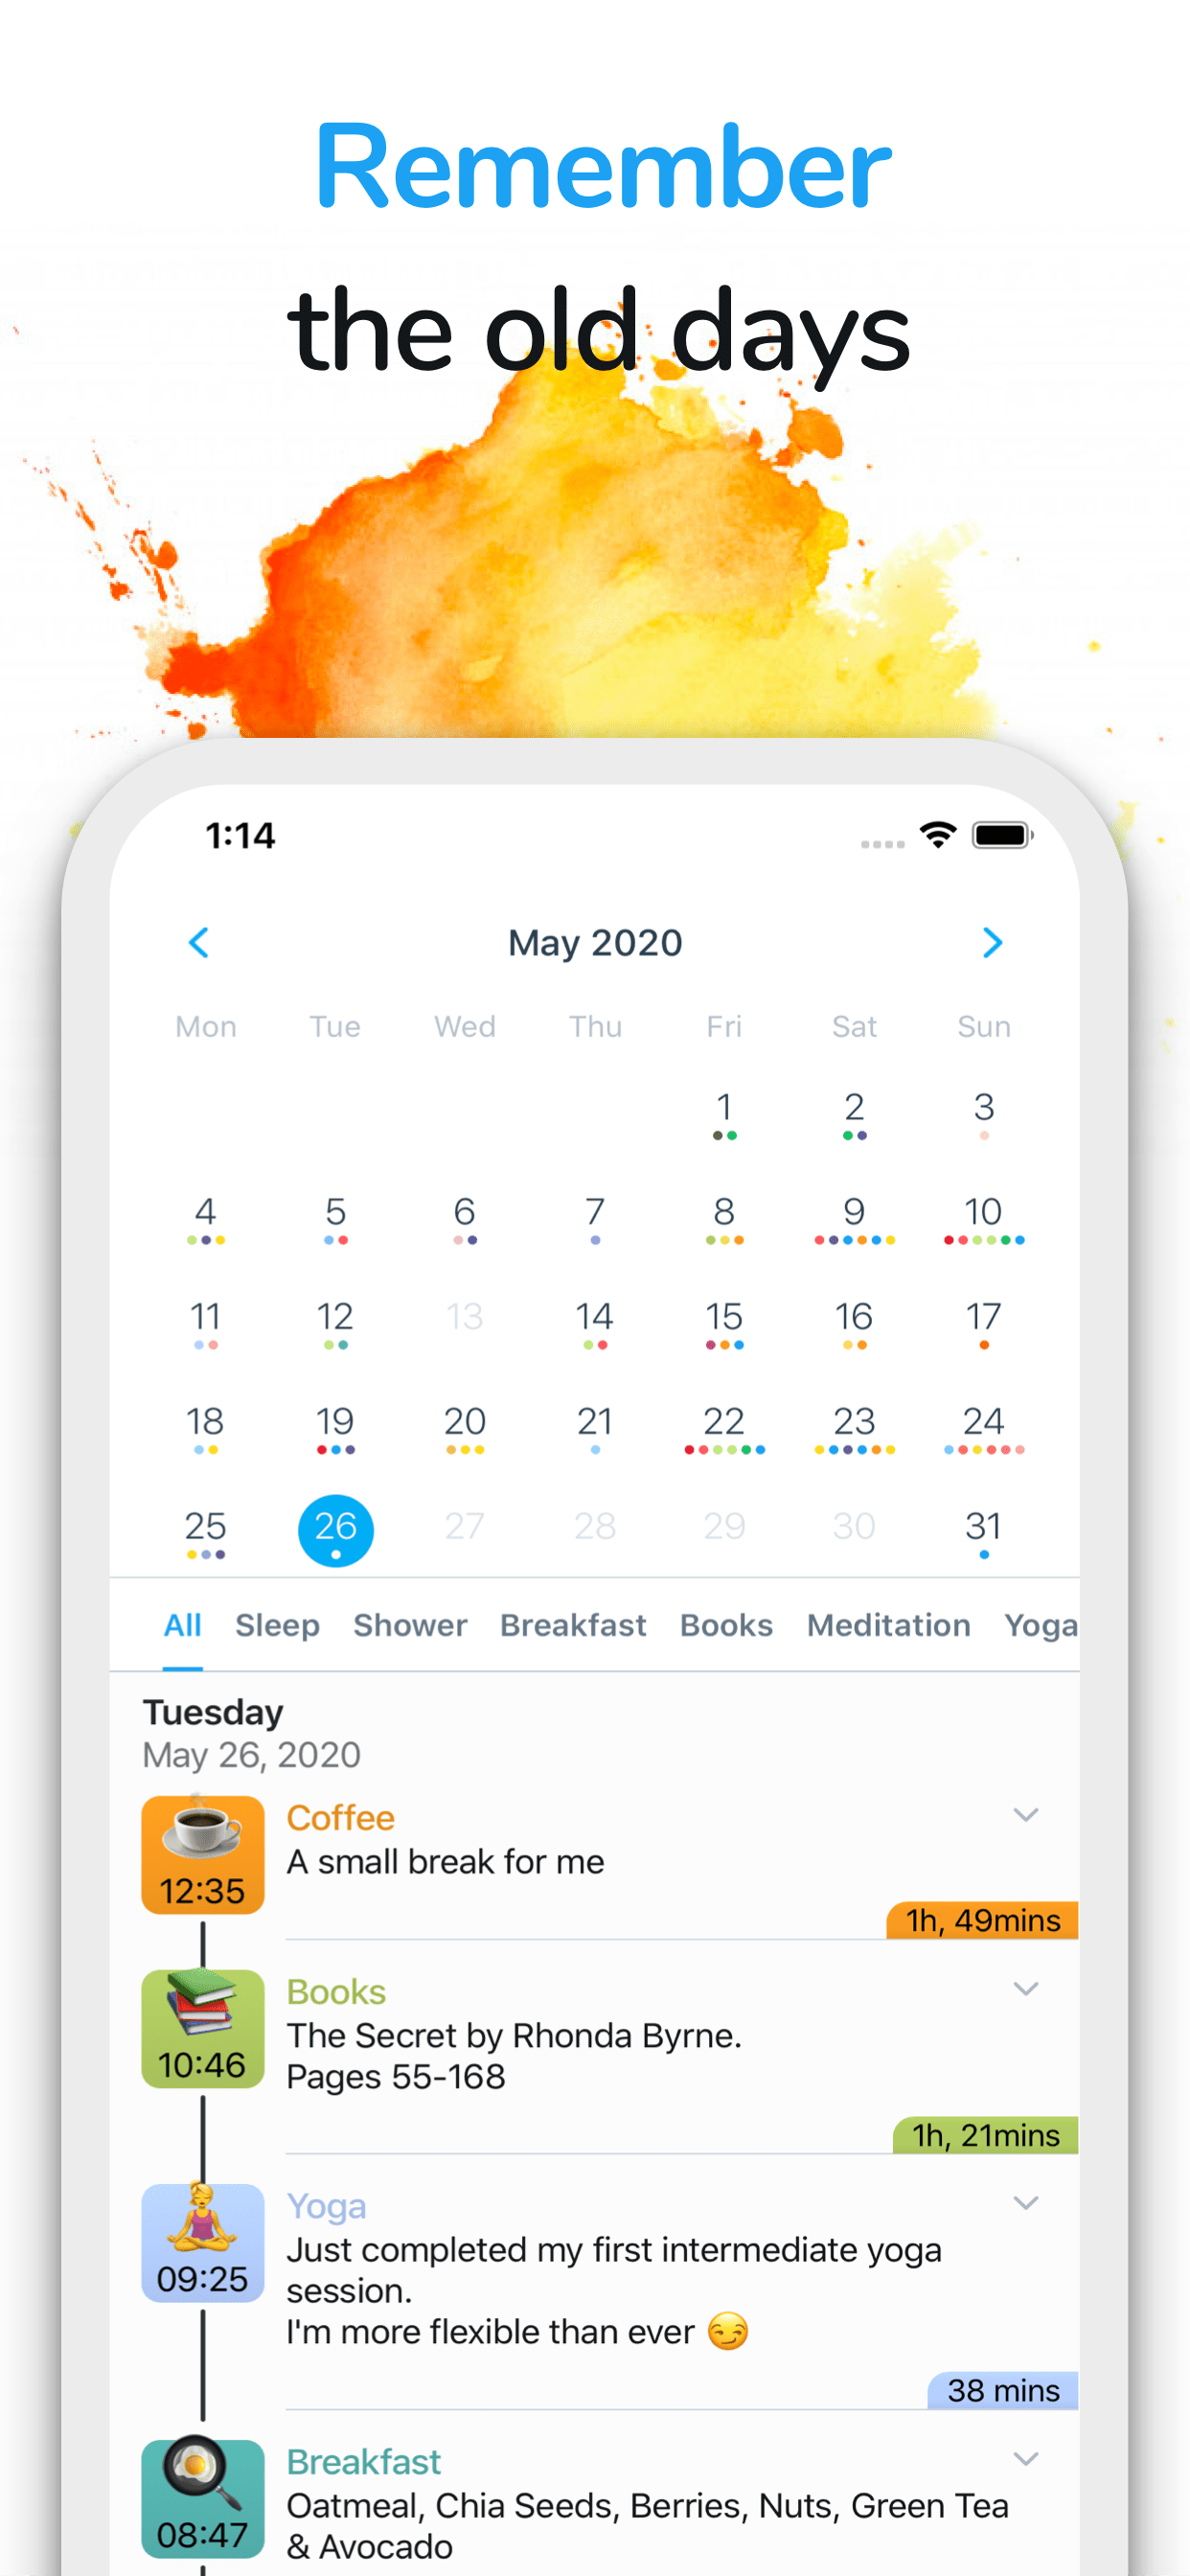 Remember
the old days
1:14
May 2020
Mon Tue Wed Thu Fri Sat Sun
1 2 3
4 5 6 7 8 9 10
11 12 13 14 15 16 17
18 19 20 21 22 23 24
25 26 27 28 29 30 31
All Sleep Shower Breakfast Books Meditation Yoga
Tuesday
May 26, 2020
Coffee
A small break for me
12:35
1h, 49mins
Books
The Secret by Rhonda Byrne.
Pages 55-168
10:46
1h, 21mins
Yoga
Just completed my first intermediate yoga
session.
I'm more flexible than ever 😏
09:25
38 mins
Breakfast
Oatmeal, Chia Seeds, Berries, Nuts, Green Tea
& Avocado
08:47